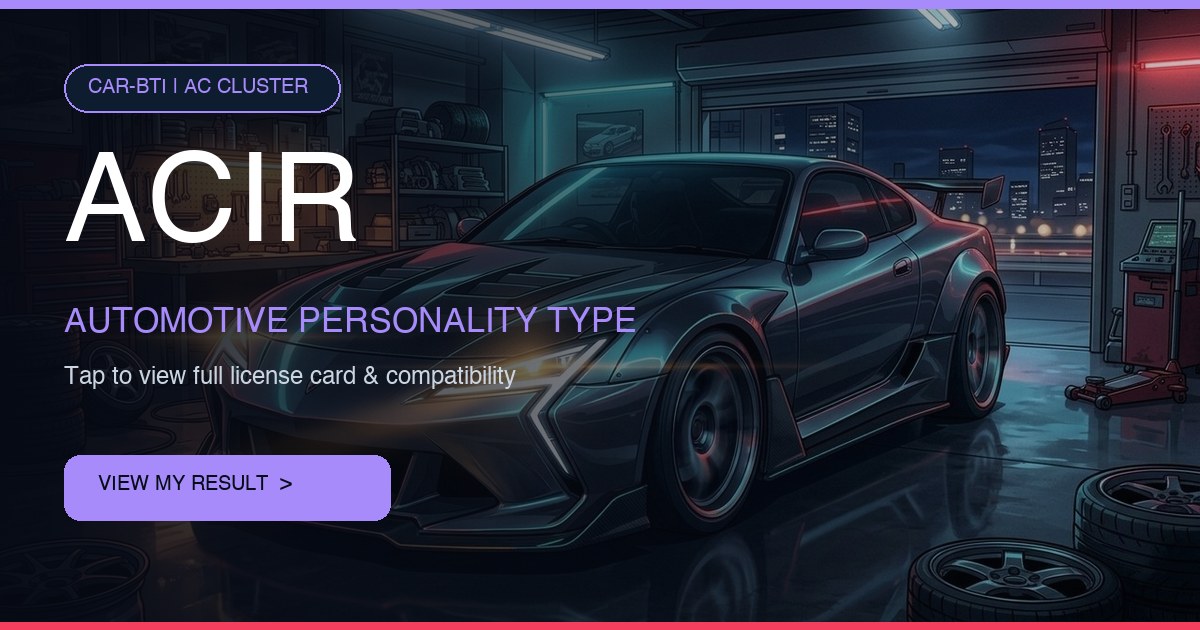 CAR-BTI | AC CLUSTER
ACIR
AUTOMOTIVE PERSONALITY TYPE
Tap to view full license card & compatibility
VIEW MY RESULT >